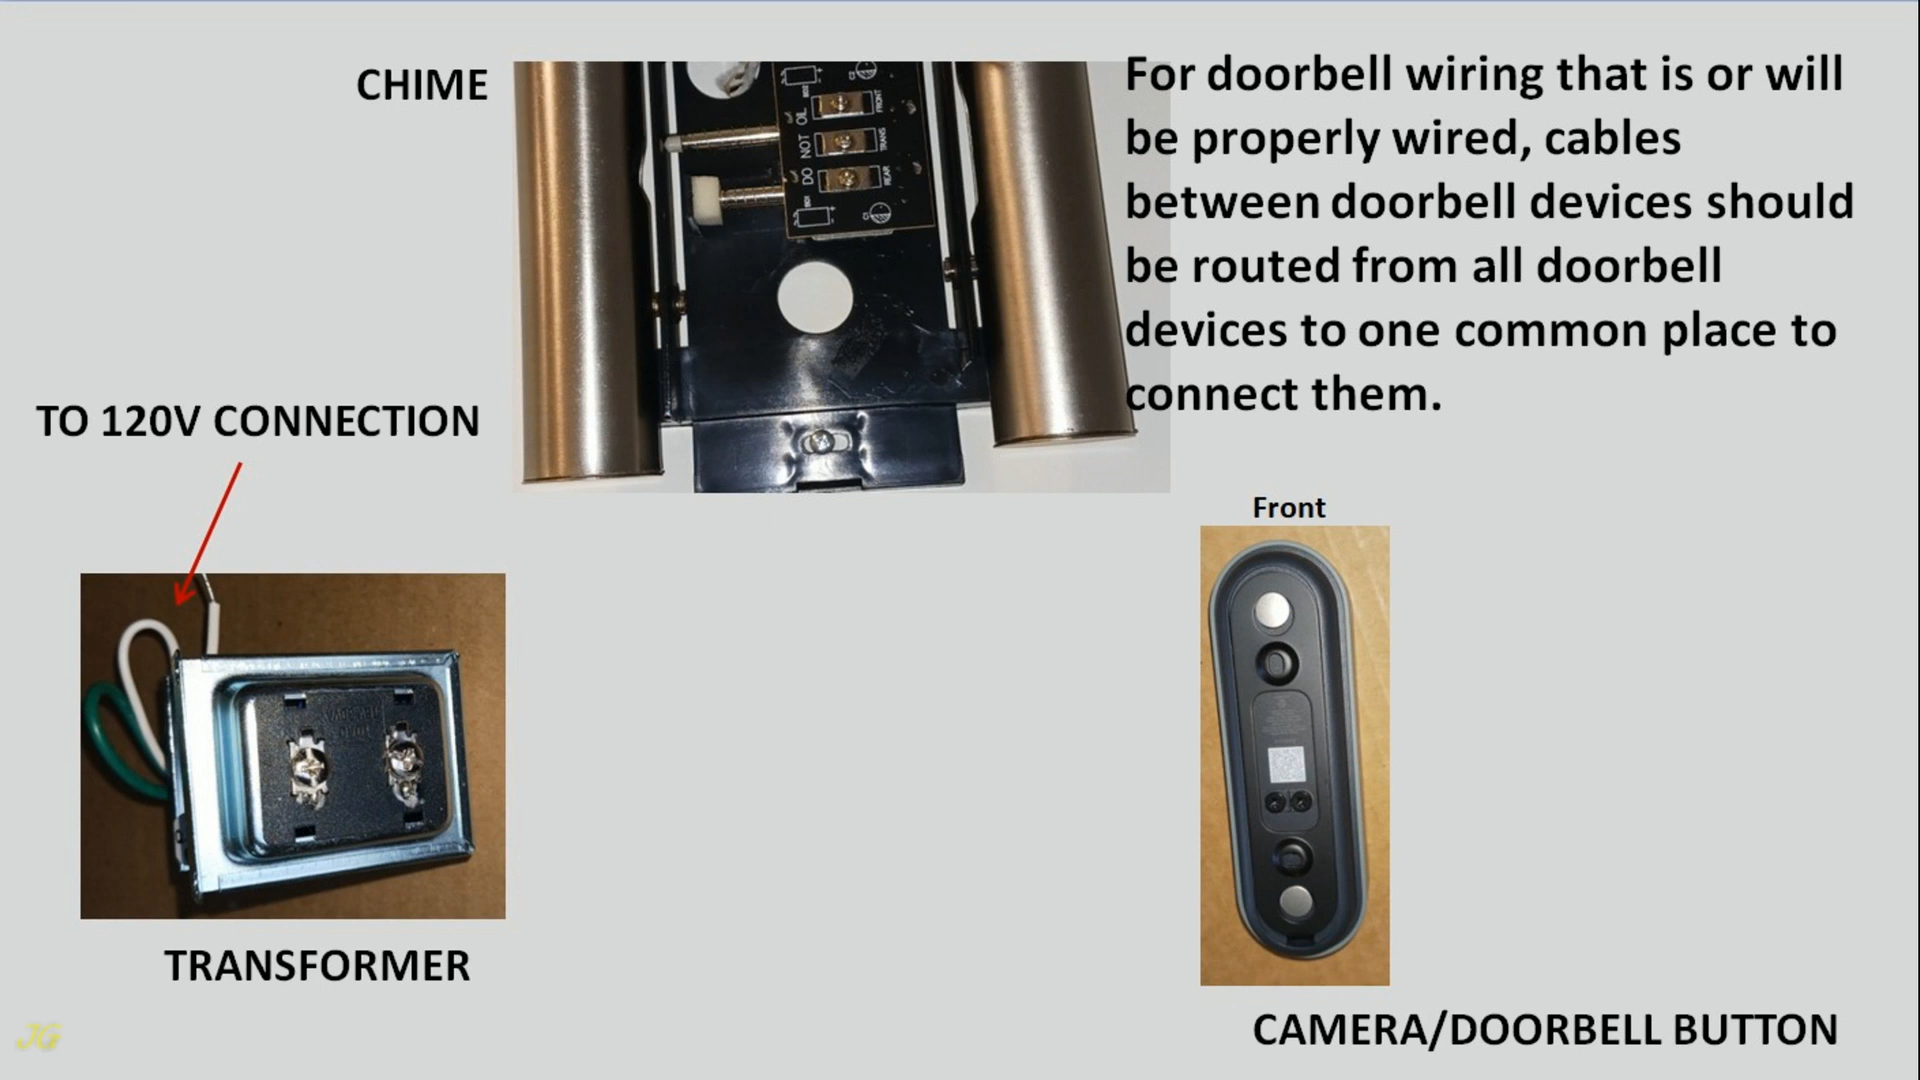 CHIME
For doorbell wiring that is or will
be properly wired, cables
between doorbell devices should
be routed from all doorbell
devices to one common place to
connect them.
DO NOT OIL
FRONT
TRANS
REAR
TO 120V CONNECTION
Front
TRANSFORMER
CAMERA/DOORBELL BUTTON
JG